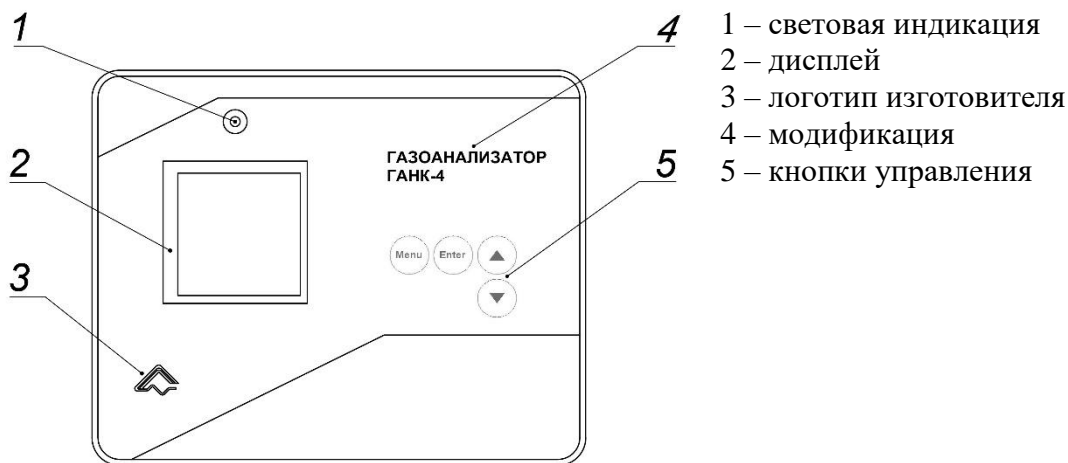 1
4
1 – световая индикация
2 – дисплей
3 – логотип изготовителя
4 – модификация
5 – кнопки управления
ГАЗОАНАЛИЗАТОР
ГАНК-4
2
5
Menu Enter
3